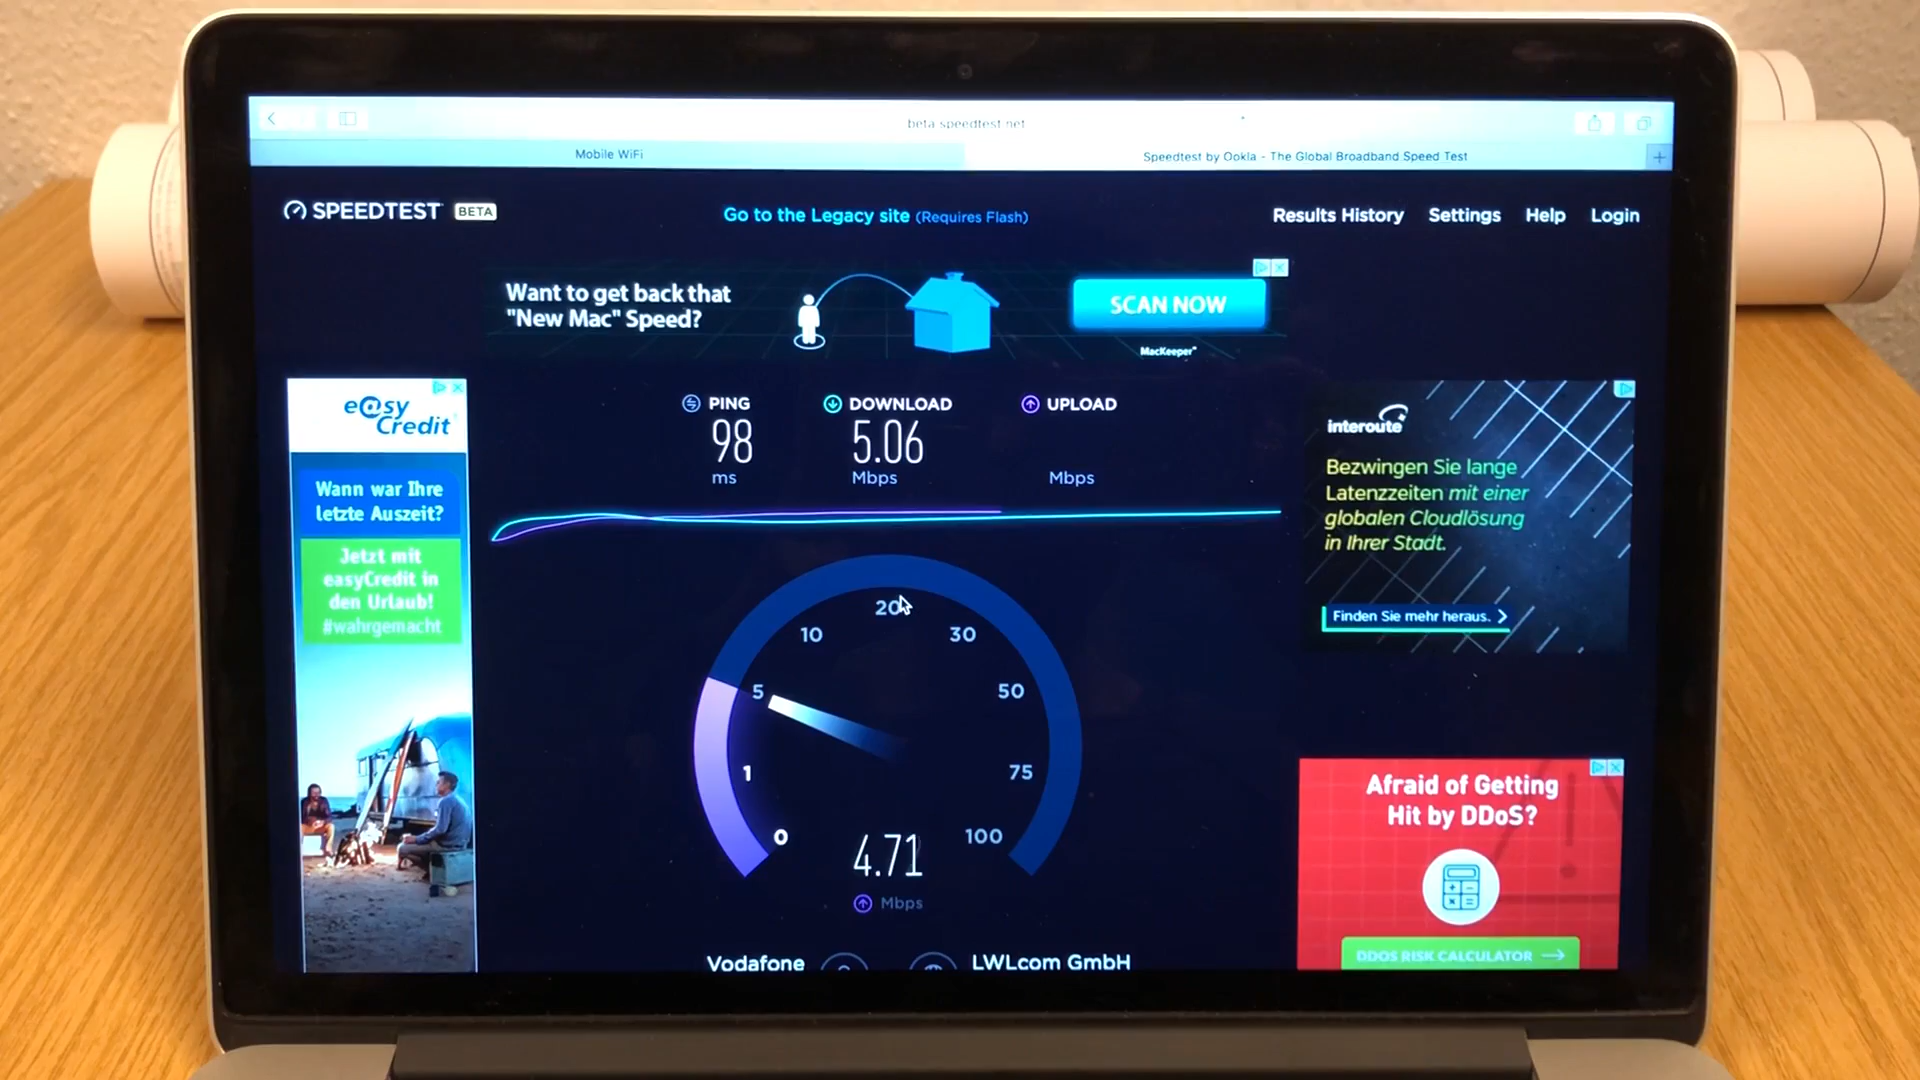 beta.speedtest.net
Mobile WiFi
Speedtest by Ookla - The Global Broadband Speed Test
SPEEDTEST BETA
Go to the Legacy site (Requires Flash)
Results History Settings Help Login
Want to get back that
"New Mac" Speed?
SCAN NOW
MacKeeper™
e@sy
Credit
Wann war Ihre
letzte Auszeit?
Jetzt mit
easyCredit in
den Urlaub!
#wahrgemacht
PING
98
ms
DOWNLOAD
5.06
Mbps
UPLOAD
Mbps
0
1
5
10
20
30
50
75
100
4.71
Mbps
Vodafone
LWLcom GmbH
interoute
Bezwingen Sie lange
Latenzzeiten mit einer
globalen Cloudlösung
in Ihrer Stadt.
Finden Sie mehr heraus.
Afraid of Getting
Hit by DDoS?
DDOS RISK CALCULATOR